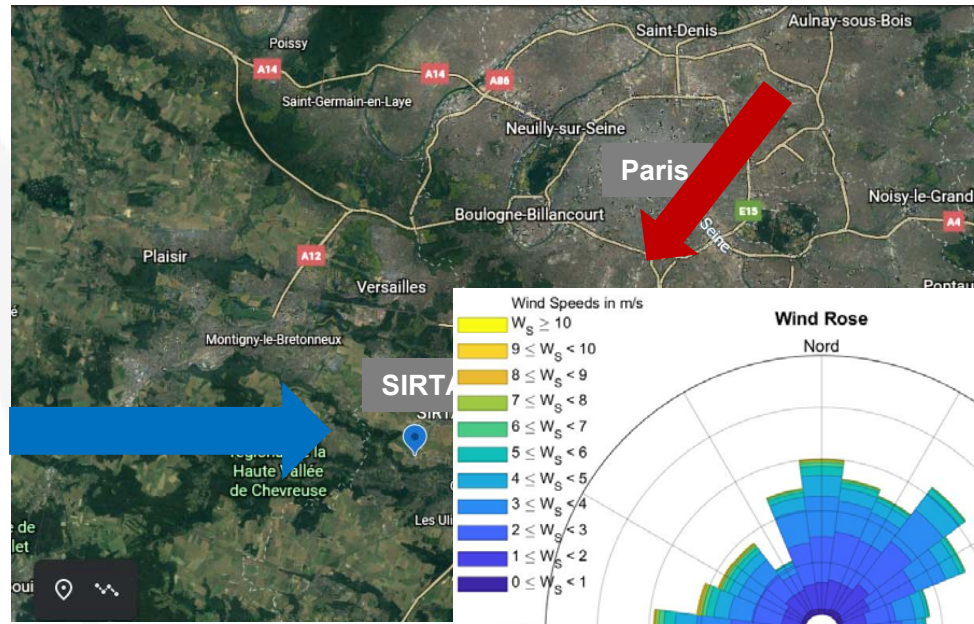 Poissy
Saint-Denis
Aulnay-sous-Bois
A14
A14
A86
Saint-Germain-en-Laye
Neuilly-sur-Seine
Paris
Noisy-le-Grand
Boulogne-Billancourt
E15
A4
Seine
Plaisir
A12
Versailles
Pontau
Montigny-le-Bretonneux
SIRTA
SIRTA
Haute Vallée
de Chevreuse
Les Uli
Wind Speeds in m/s
W_S ≥ 10
9 ≤ W_S < 10
8 ≤ W_S < 9
7 ≤ W_S < 8
6 ≤ W_S < 7
5 ≤ W_S < 6
4 ≤ W_S < 5
3 ≤ W_S < 4
2 ≤ W_S < 3
1 ≤ W_S < 2
0 ≤ W_S < 1
Wind Rose
Nord